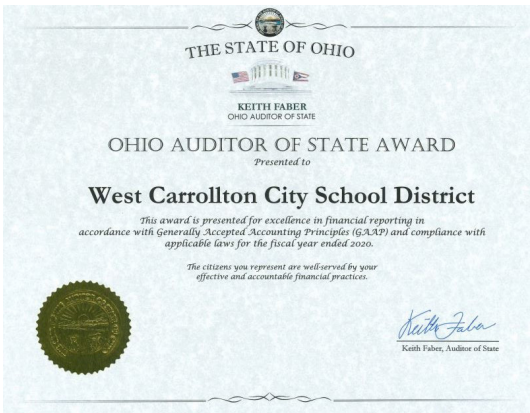 THE STATE OF OHIO
KEITH FABER
OHIO AUDITOR OF STATE
OHIO AUDITOR OF STATE AWARD
Presented to
West Carrollton City School District
This award is presented for excellence in financial reporting in
accordance with Generally Accepted Accounting Principles (GAAP) and compliance with
applicable laws for the fiscal year ended 2020.
The citizens you represent are well-served by your
effective and accountable financial practices.
Keith Faber
Keith Faber, Auditor of State